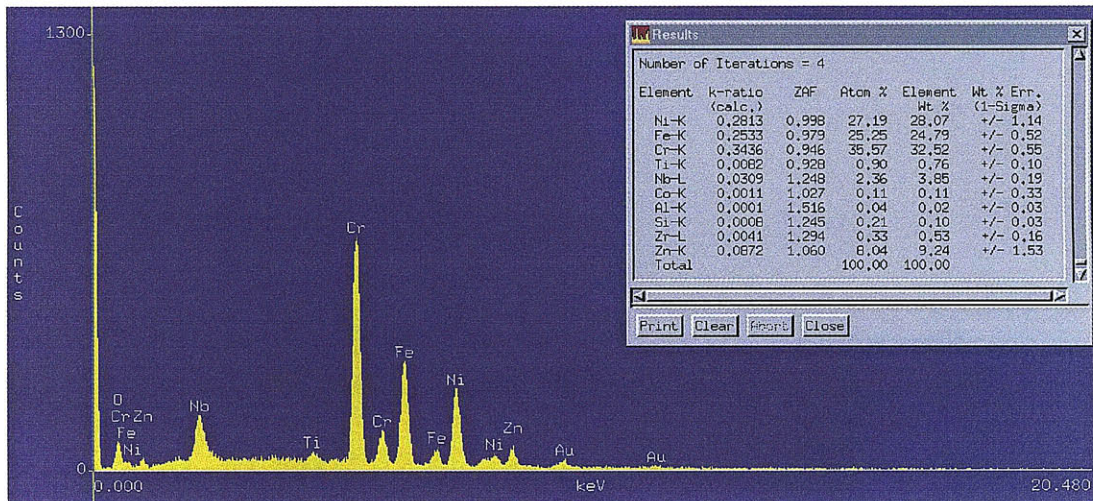 1300
Counts
0
0.000
keV
20.480
O
Cr Zn
Fe
Ni
Nb
Ti
Cr
Cr
Fe
Fe
Ni
Ni
Zn
Au
Au
Results
Number of Iterations = 4
Element k-ratio ZAF Atom % Element Wt % Err.
(calc.) Wt % (1-Sigma)
Ni-K 0.2813 0.998 27.19 28.07 +/- 1.14
Fe-K 0.2533 0.979 25.25 24.79 +/- 0.52
Cr-K 0.3436 0.946 35.57 32.52 +/- 0.55
Ti-K 0.0082 0.928 0.90 0.76 +/- 0.10
Nb-L 0.0309 1.248 2.36 3.85 +/- 0.19
Co-K 0.0011 1.027 0.11 0.11 +/- 0.33
Al-K 0.0001 1.516 0.04 0.02 +/- 0.03
Si-K 0.0008 1.245 0.21 0.10 +/- 0.03
Zr-L 0.0041 1.294 0.33 0.53 +/- 0.16
Zn-K 0.0872 1.060 8.04 9.24 +/- 1.53
Total 100.00 100.00
Print Clear Abort Close